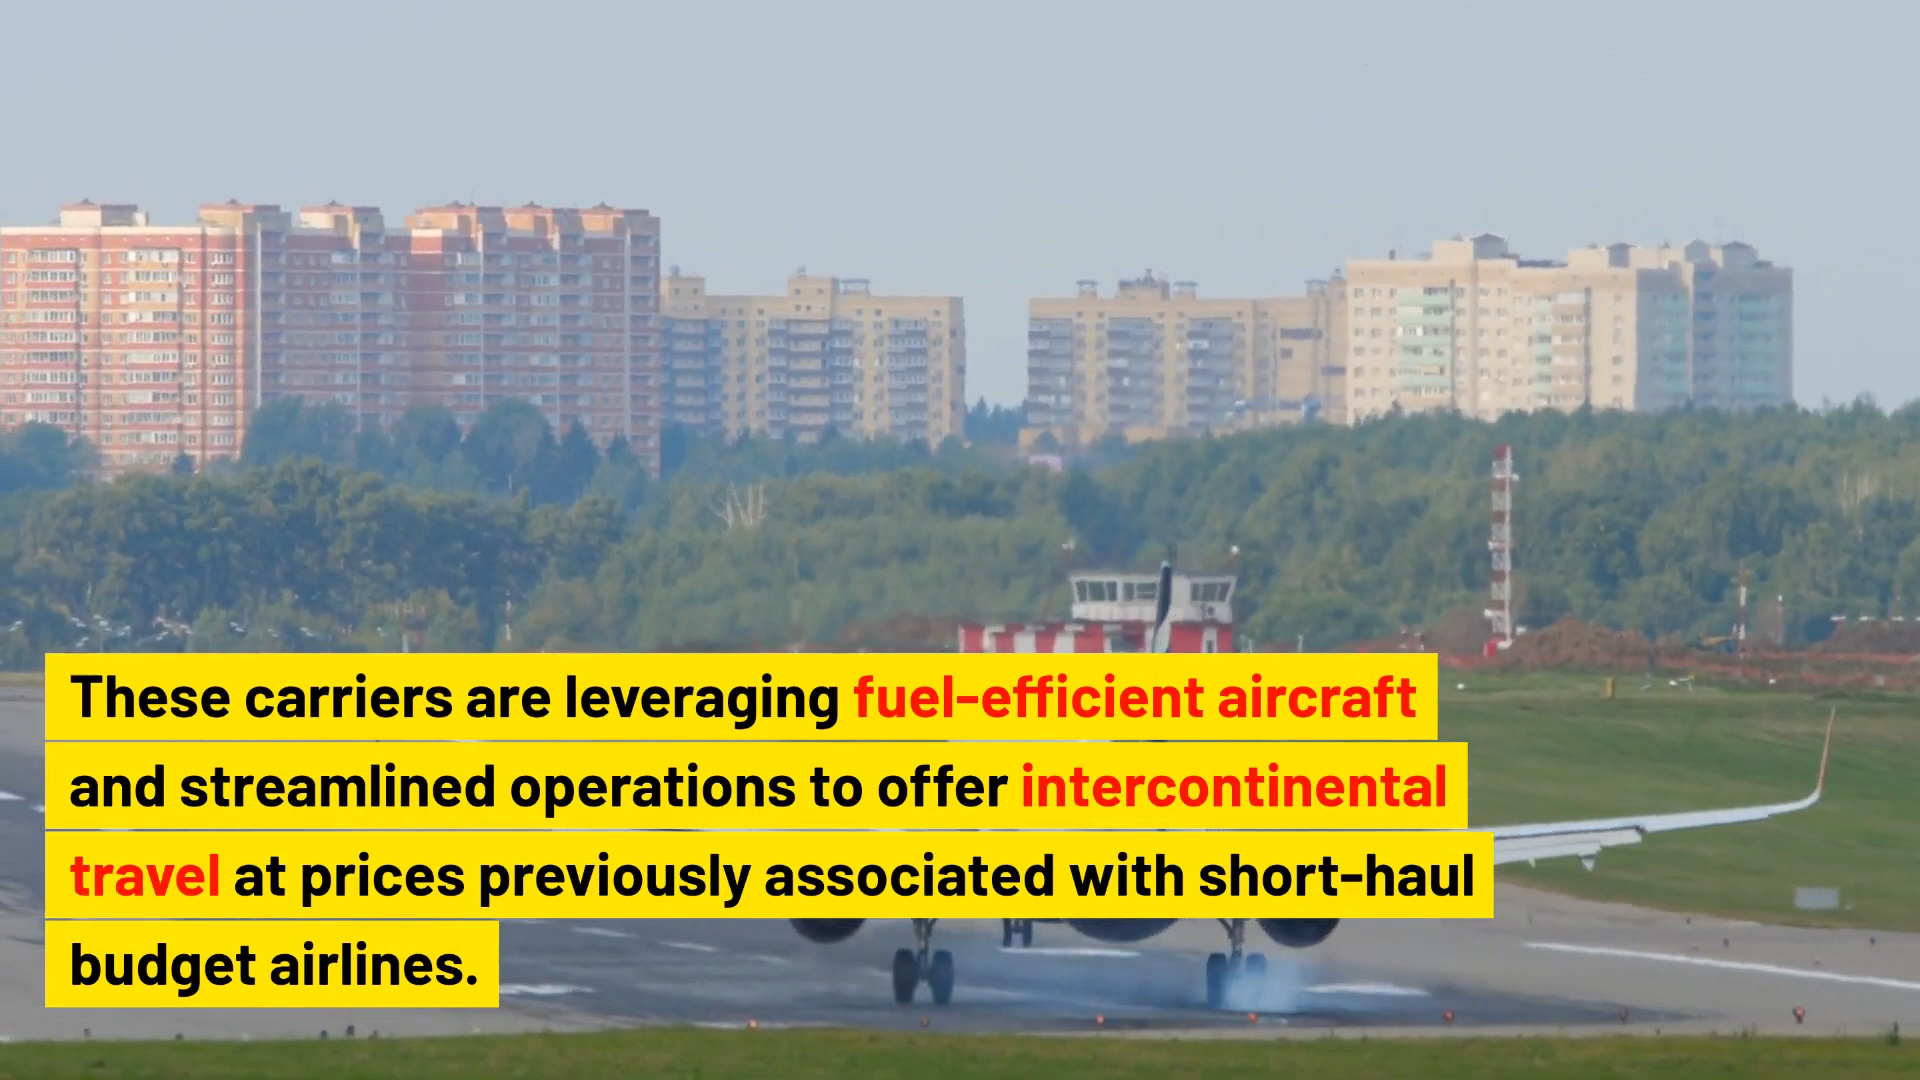 These carriers are leveraging fuel-efficient aircraft
and streamlined operations to offer intercontinental
travel at prices previously associated with short-haul
budget airlines.